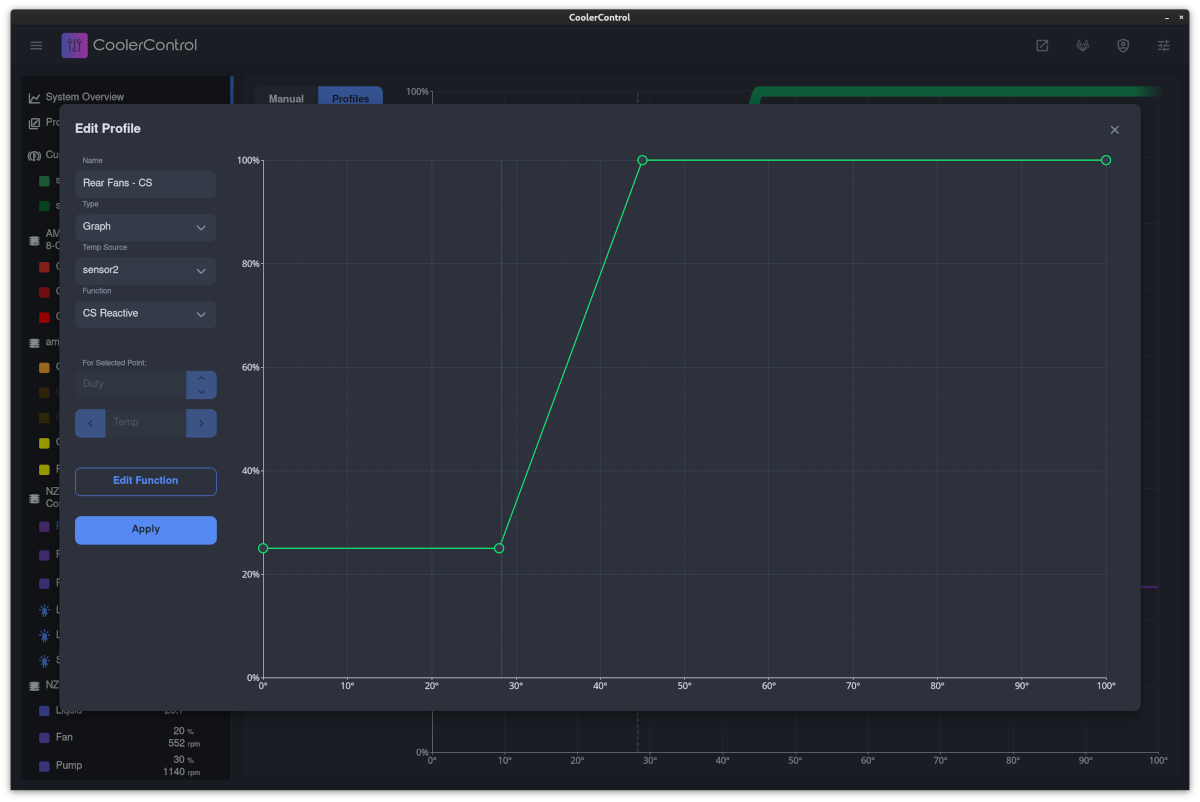 CoolerControl
CoolerControl
System Overview
Manual
Profiles
100%
Pro
Cu
s
s
AM
8-C
am
NZ
Co
NZ
Liquid
Fan
20 %
552 rpm
Pump
30 %
1140 rpm
Edit Profile
Name
Rear Fans - CS
Type
Graph
Temp Source
sensor2
Function
CS Reactive
For Selected Point:
Duty
Temp
Edit Function
Apply
100%
80%
60%
40%
20%
0%
0° 10° 20° 30° 40° 50° 60° 70° 80° 90° 100°
0%
0° 10° 20° 30° 40° 50° 60° 70° 80° 90° 100°